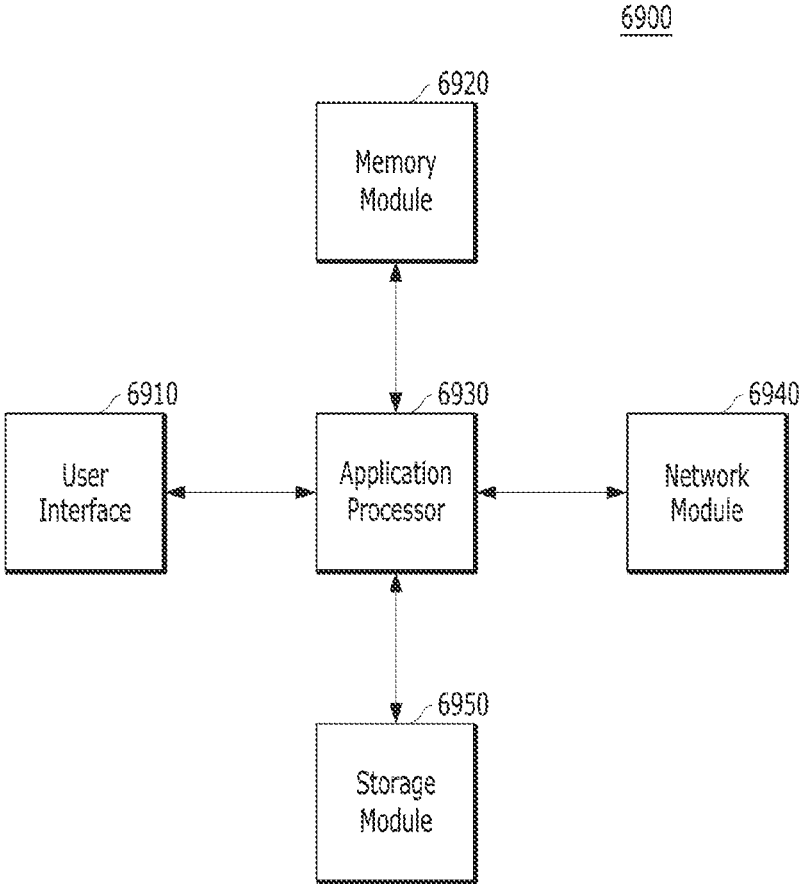 6900
6920
Memory
Module
6910
User
Interface
6930
Application
Processor
6940
Network
Module
6950
Storage
Module